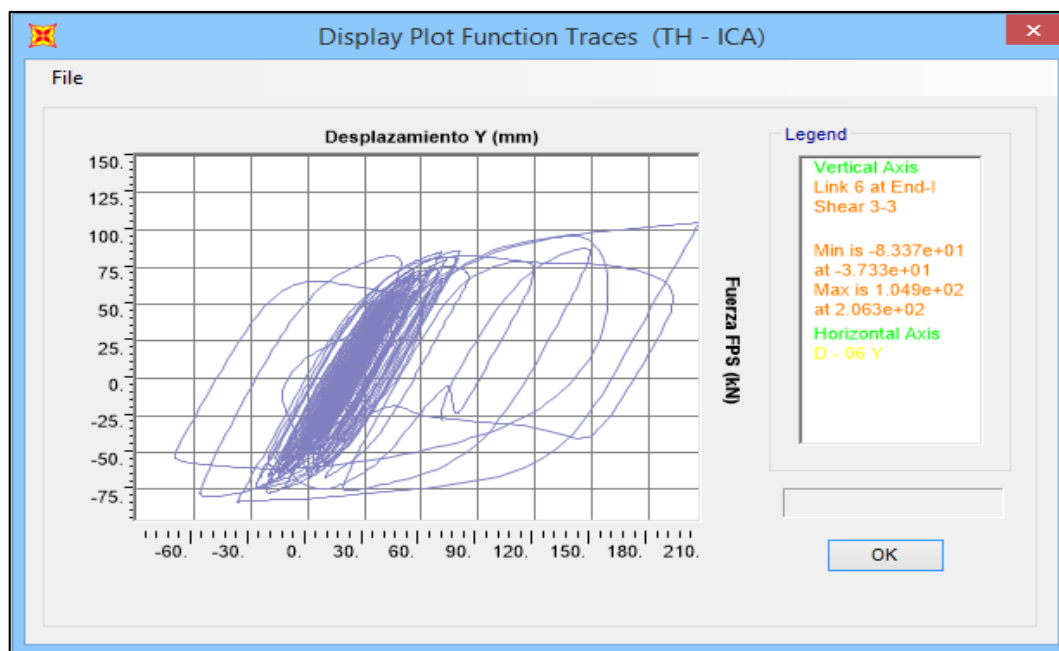 Display Plot Function Traces (TH - ICA)
File
Desplazamiento Y (mm)
150.
125.
100.
75.
50.
25.
0.
-25.
-50.
-75.
-60. -30. 0. 30. 60. 90. 120. 150. 180. 210.
Fuerza FPS (kN)
Legend
Vertical Axis
Link 6 at End-I
Shear 3-3
Min is -8.337e+01
at -3.733e+01
Max is 1.049e+02
at 2.063e+02
Horizontal Axis
D - 06 Y
OK